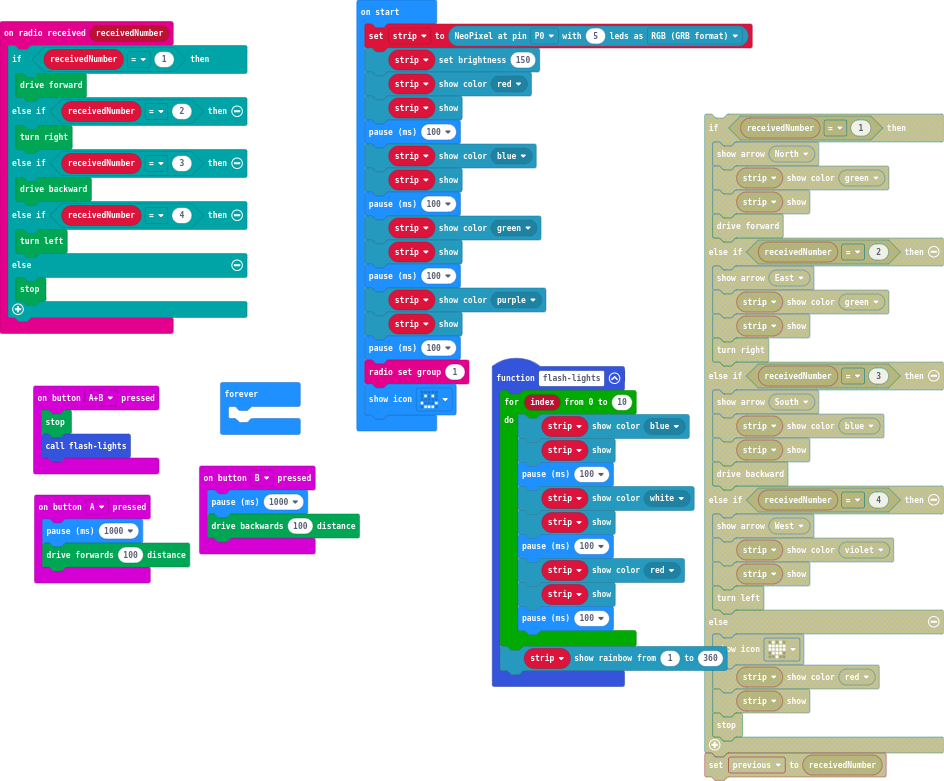 on radio received receivedNumber
if receivedNumber = 1 then
drive forward
else if receivedNumber = 2 then
turn right
else if receivedNumber = 3 then
drive backward
else if receivedNumber = 4 then
turn left
else
stop
on start
set strip to NeoPixel at pin P0 with 5 leds as RGB (GRB format)
strip set brightness 150
strip show color red
strip show
pause (ms) 100
strip show color blue
strip show
pause (ms) 100
strip show color green
strip show
pause (ms) 100
strip show color purple
strip show
pause (ms) 100
radio set group 1
show icon
on button A+B pressed
stop
call flash-lights
forever
on button A pressed
pause (ms) 1000
drive forwards 100 distance
on button B pressed
pause (ms) 1000
drive backwards 100 distance
function flash-lights
for index from 0 to 10
do
strip show color blue
strip show
pause (ms) 100
strip show color white
strip show
pause (ms) 100
strip show color red
strip show
pause (ms) 100
strip show rainbow from 1 to 360
if receivedNumber = 1 then
show arrow North
strip show color green
strip show
drive forward
else if receivedNumber = 2 then
show arrow East
strip show color green
strip show
turn right
else if receivedNumber = 3 then
show arrow South
strip show color blue
strip show
drive backward
else if receivedNumber = 4 then
show arrow West
strip show color violet
strip show
turn left
else
ow icon
strip show color red
strip show
stop
set previous to receivedNumber